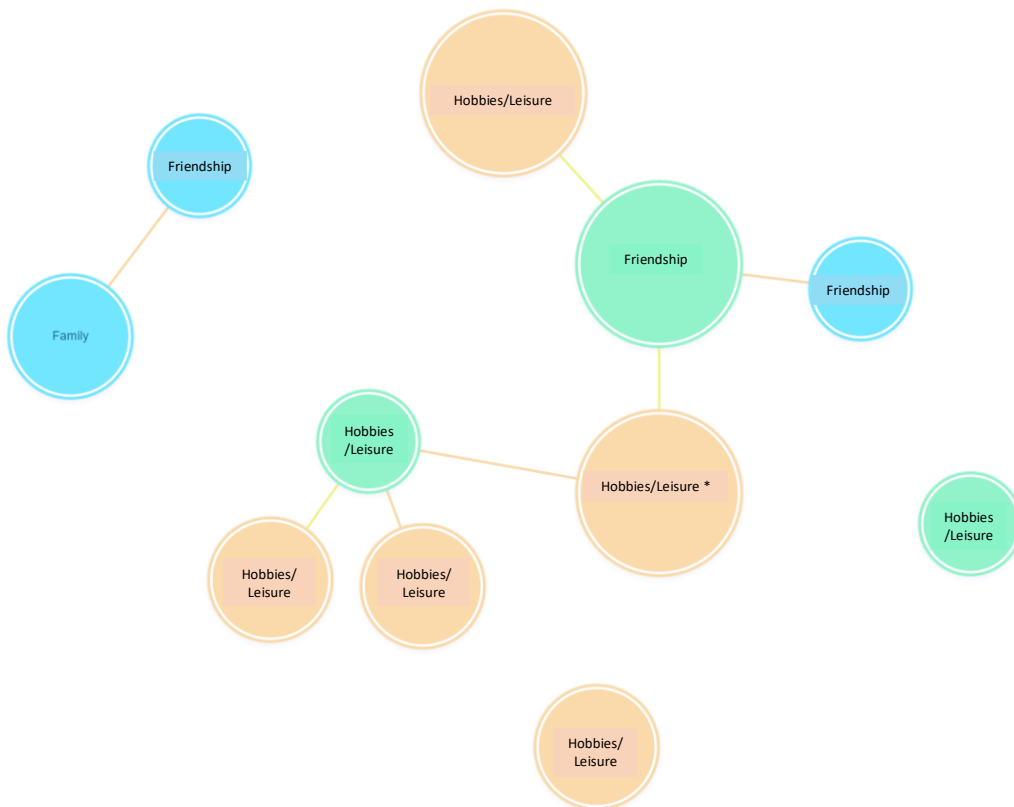 Hobbies/Leisure
Friendship
Friendship
Friendship
Family
Hobbies
/Leisure
Hobbies/Leisure *
Hobbies
/Leisure
Hobbies/
Leisure
Hobbies/
Leisure
Hobbies/
Leisure